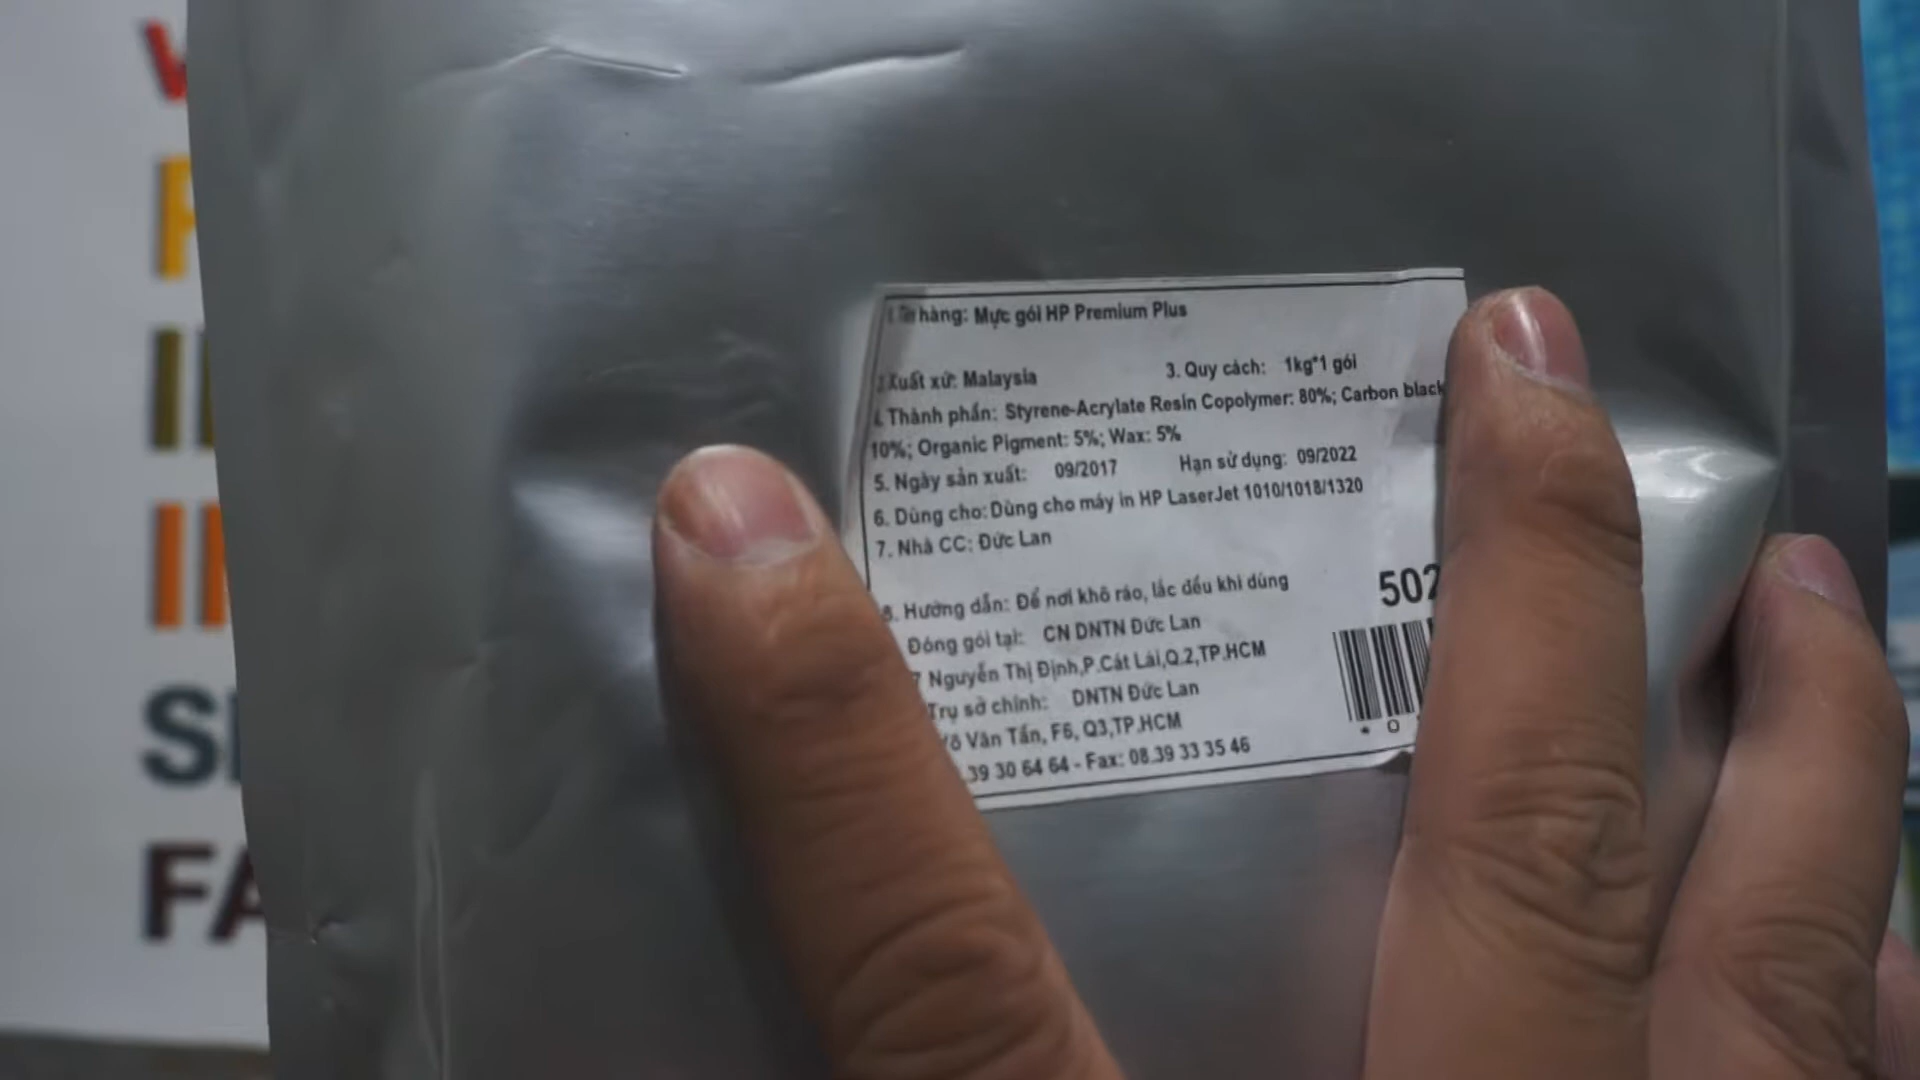 hàng: Mực gói HP Premium Plus
Xuất xứ: Malaysia 3. Quy cách: 1kg*1 gói
Thành phần: Styrene-Acrylate Resin Copolymer: 80%; Carbon black
10%; Organic Pigment: 5%; Wax: 5%
5. Ngày sản xuất: 09/2017 Hạn sử dụng: 09/2022
6. Dùng cho: Dùng cho máy in HP LaserJet 1010/1018/1320
7. Nhà CC: Đức Lan
8. Hướng dẫn: Để nơi khô ráo, lắc đều khi dùng
502
Đóng gói tại: CN DNTN Đức Lan
7 Nguyễn Thị Định,P.Cát Lái,Q.2,TP.HCM
Trụ sở chính: DNTN Đức Lan
Võ Văn Tần, F6, Q3,TP.HCM
39 30 64 64 - Fax: 08.39 33 35 46
FA